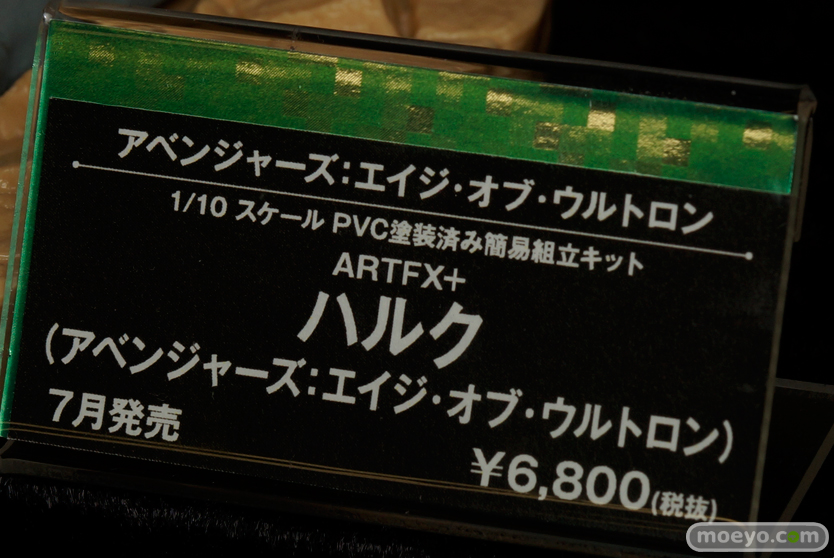 アベンジャーズ:エイジ・オブ・ウルトロン
1/10 スケール PVC塗装済み簡易組立キット
ARTFX+
ハルク
(アベンジャーズ:エイジ・オブ・ウルトロン)
7月発売
¥6,800(税抜)
moeyo.com